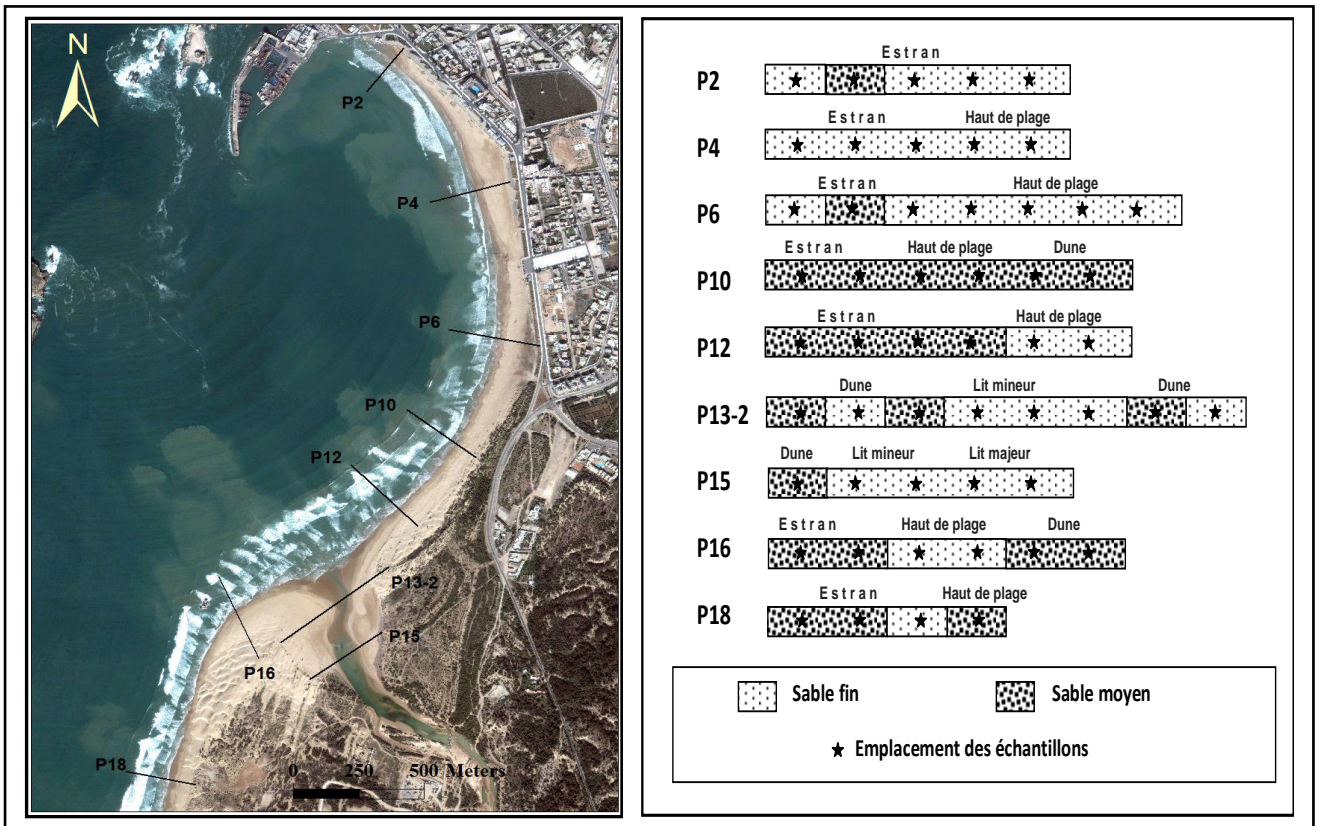 N
P2
P4
P6
P10
P12
P13-2
P15
P16
P18
0 250 500 Meters
Estran
P2
Estran Haut de plage
P4
Estran Haut de plage
P6
Estran Haut de plage Dune
P10
Estran Haut de plage
P12
Dune Lit mineur Dune
P13-2
Dune Lit mineur Lit majeur
P15
Estran Haut de plage Dune
P16
Estran Haut de plage
P18
Sable fin Sable moyen
Emplacement des échantillons